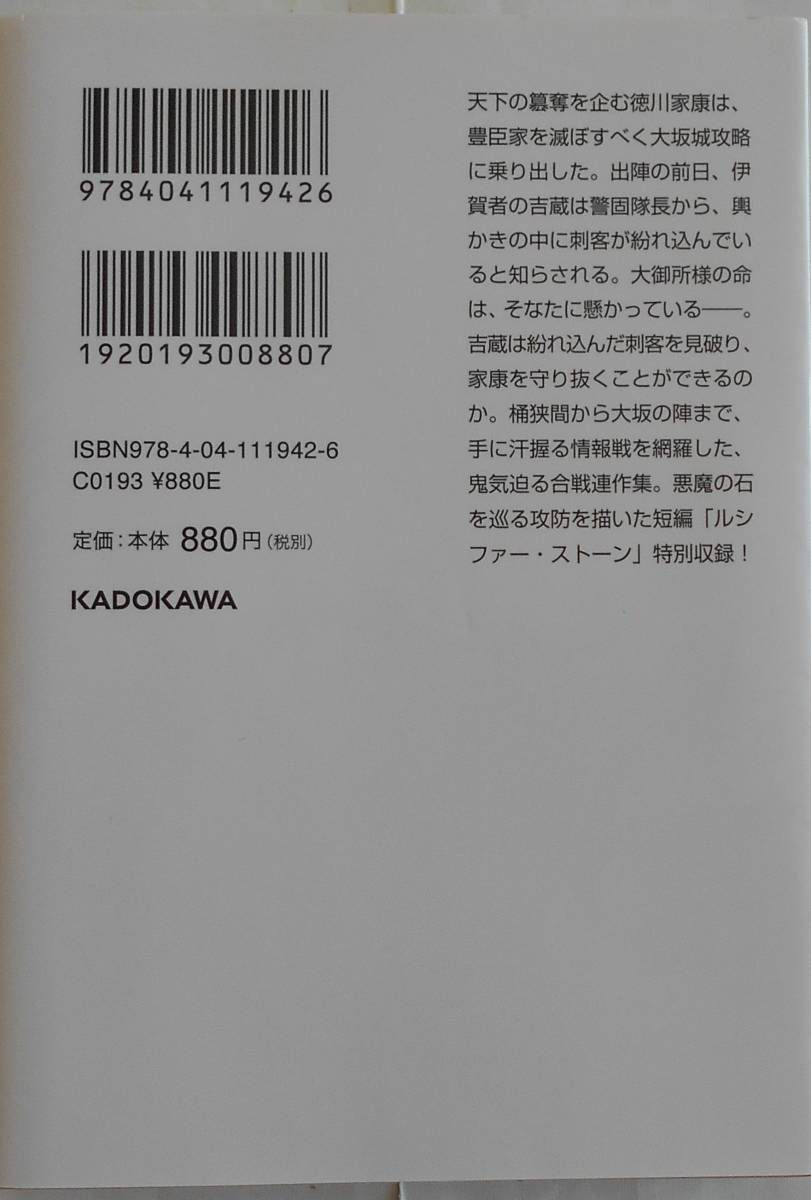 9784041119426
1920193008807
ISBN978-4-04-111942-6
C0193 ¥880E
定価：本体 880円（税別）
KADOKAWA
天下の簒奪を企む徳川家康は、
豊臣家を滅ぼすべく大坂城攻略
に乗り出した。出陣の前日、伊
賀者の吉蔵は警固隊長から、輿
かきの中に刺客が紛れ込んでい
ると知らされる。大御所様の命
は、そなたに懸かっている――。
吉蔵は紛れ込んだ刺客を見破り、
家康を守り抜くことができるの
か。桶狭間から大坂の陣まで、
手に汗握る情報戦を網羅した、
鬼気迫る合戦連作集。悪魔の石
を巡る攻防を描いた短編「ルシ
ファー・ストーン」特別収録！